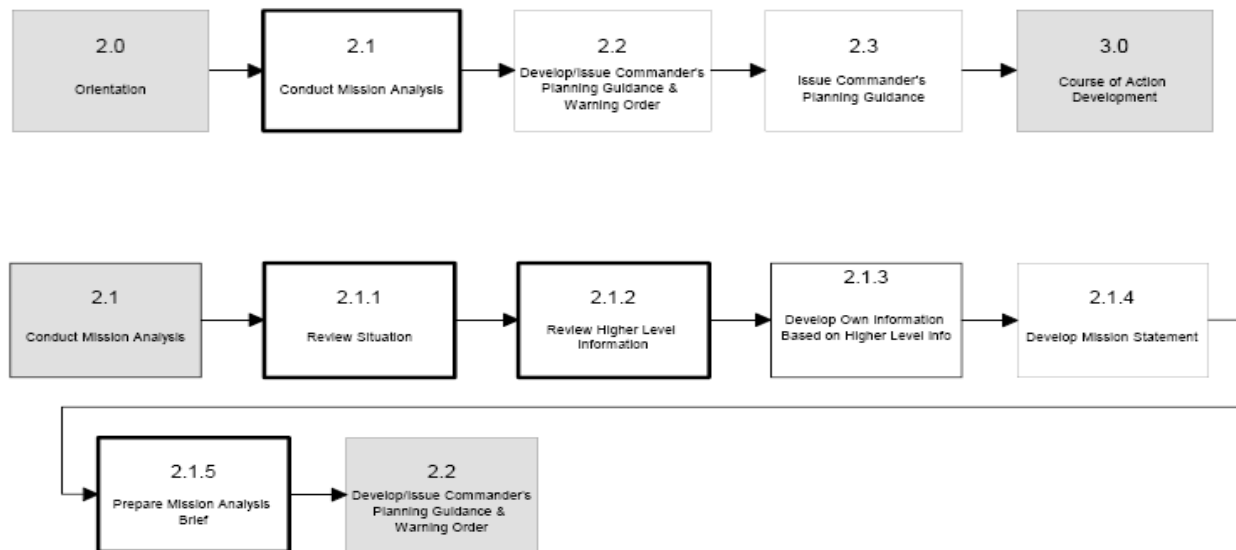 2.0
Orientation
2.1
Conduct Mission Analysis
2.2
Develop/Issue Commander's
Planning Guidance &
Warning Order
2.3
Issue Commander's
Planning Guidance
3.0
Course of Action
Development
2.1
Conduct Mission Analysis
2.1.1
Review Situation
2.1.2
Review Higher Level
Information
2.1.3
Develop Own Information
Based on Higher Level Info
2.1.4
Develop Mission Statement
2.1.5
Prepare Mission Analysis
Brief
2.2
Develop/Issue Commander's
Planning Guidance &
Warning Order